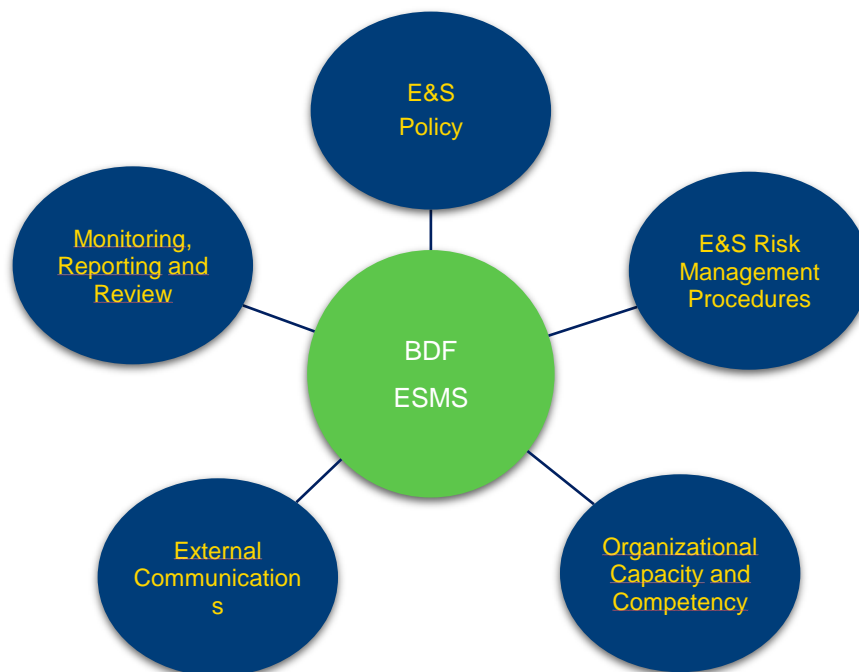 E&S
Policy
Monitoring,
Reporting and
Review
E&S Risk
Management
Procedures
BDF
ESMS
External
Communication
s
Organizational
Capacity and
Competency